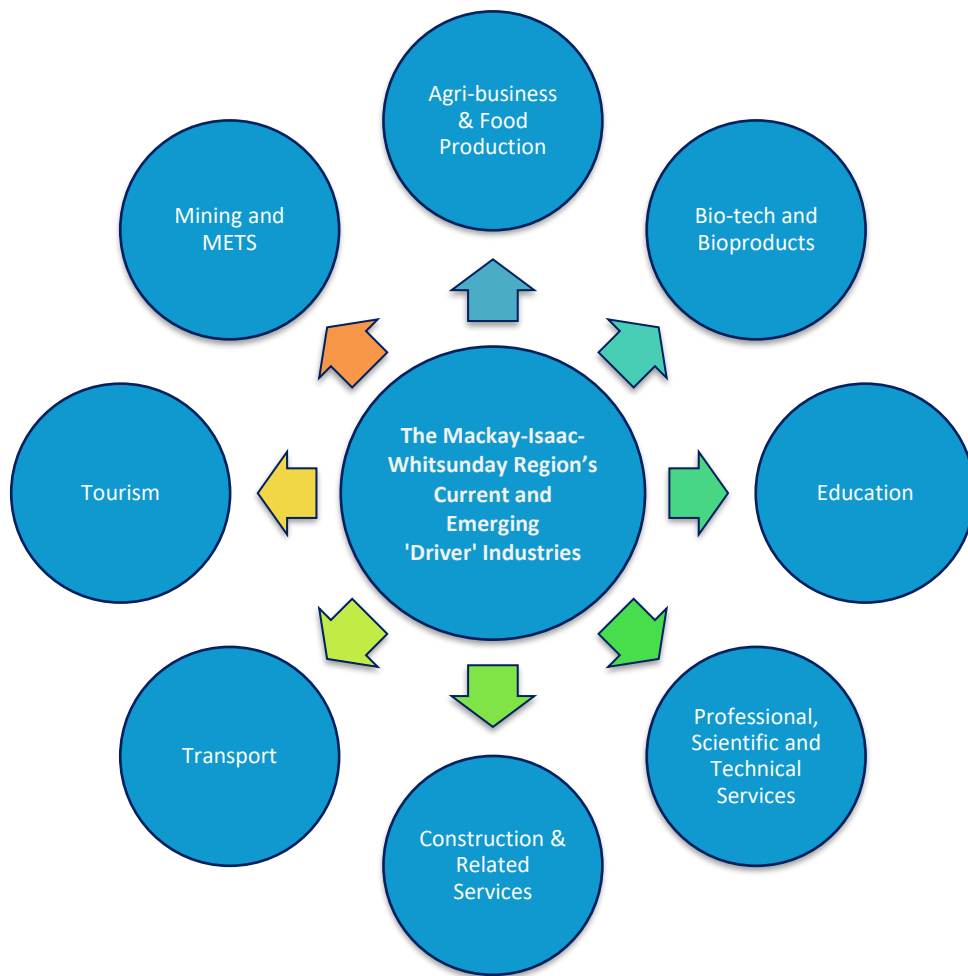 Agri-business
& Food
Production
Mining and
METS
Bio-tech and
Bioproducts
The Mackay-Isaac-
Whitsunday Region’s
Current and
Emerging
'Driver' Industries
Tourism
Education
Transport
Professional,
Scientific and
Technical
Services
Construction &
Related
Services